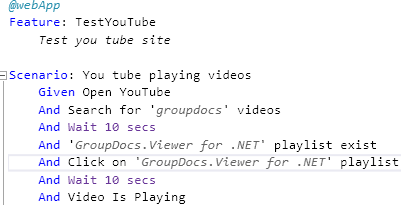 @webApp
Feature: TestYouTube
Test you tube site
Scenario: You tube playing videos
Given Open YouTube
And Search for 'groupdocs' videos
And Wait 10 secs
And 'GroupDocs.Viewer for .NET' playlist exist
And Click on 'GroupDocs.Viewer for .NET' playlist
And Wait 10 secs
And Video Is Playing